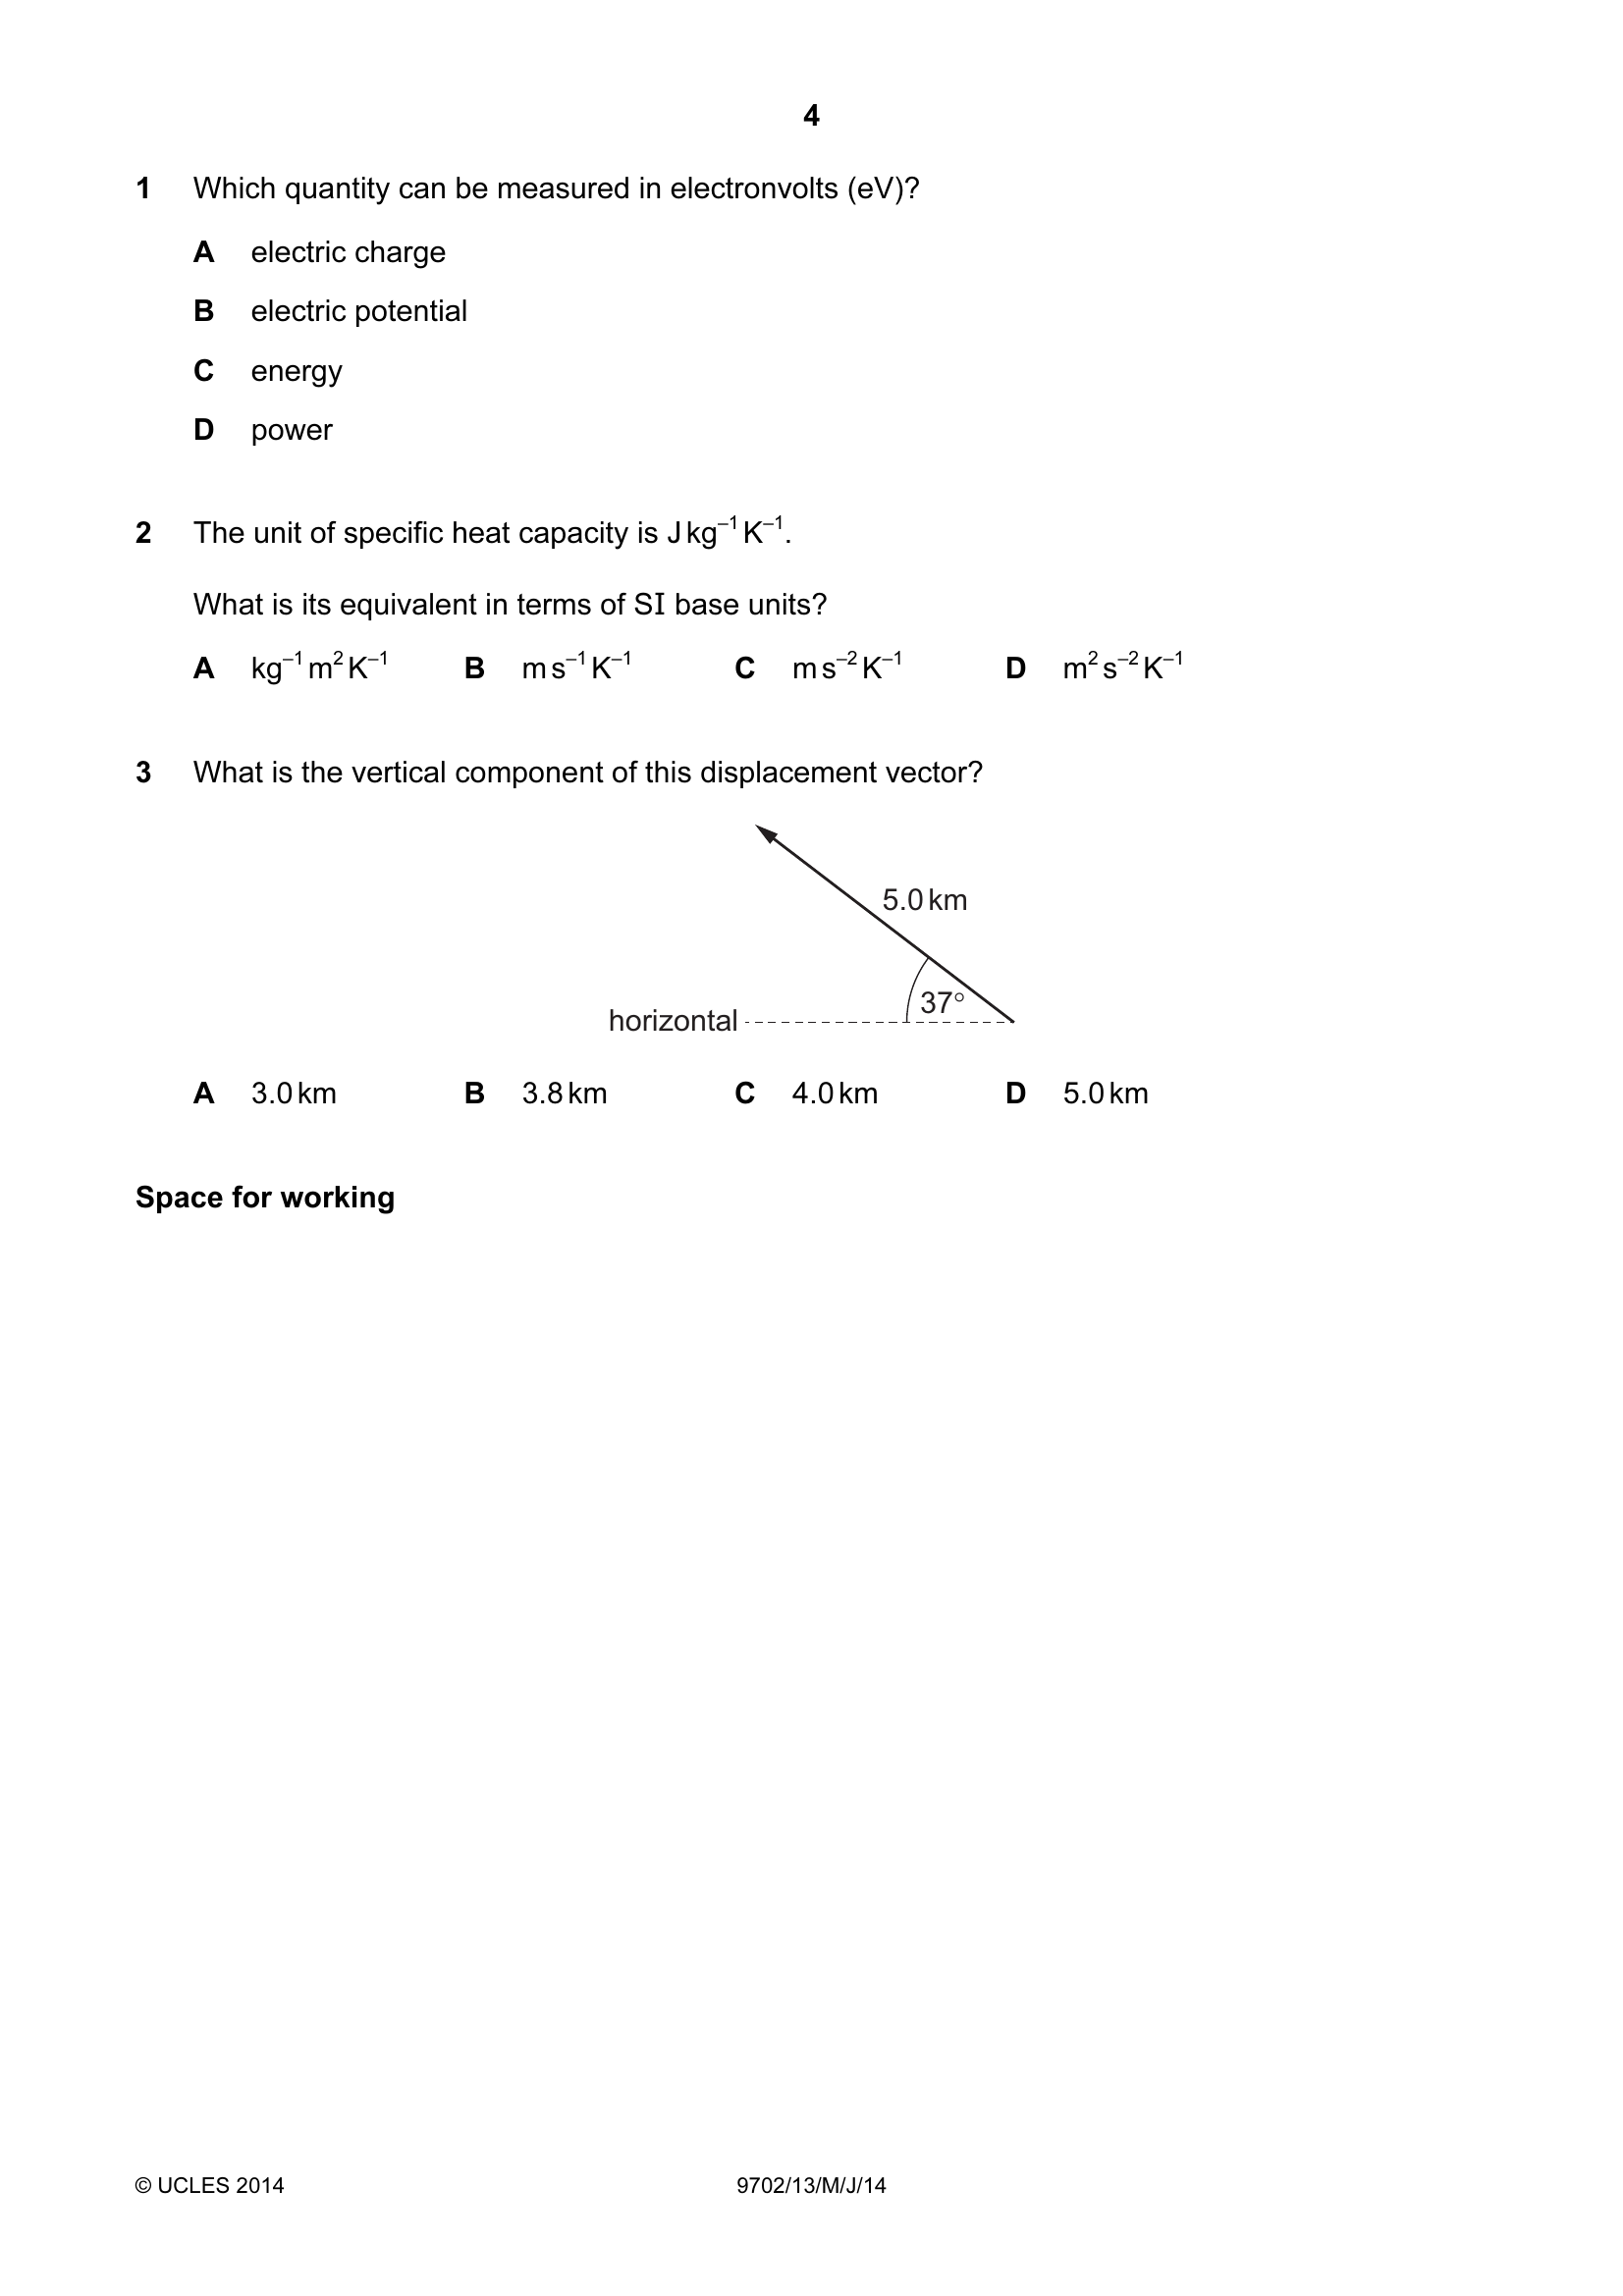 4
1 Which quantity can be measured in electronvolts (eV)?
A electric charge
B electric potential
C energy
D power
2 The unit of specific heat capacity is J kg⁻¹ K⁻¹.
What is its equivalent in terms of SI base units?
A kg⁻¹ m² K⁻¹ B m s⁻¹ K⁻¹ C m s⁻² K⁻¹ D m² s⁻² K⁻¹
3 What is the vertical component of this displacement vector?
5.0 km
37°
horizontal
A 3.0 km B 3.8 km C 4.0 km D 5.0 km
Space for working
© UCLES 2014 9702/13/M/J/14